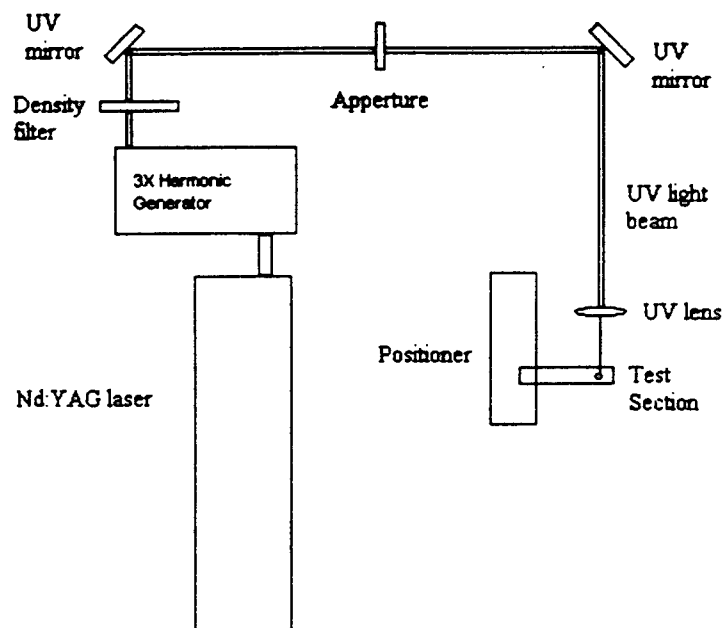 UV
mirror
UV
mirror
Apperture
Density
filter
3X Harmonic
Generator
UV light
beam
UV lens
Positioner
Test
Section
Nd:YAG laser